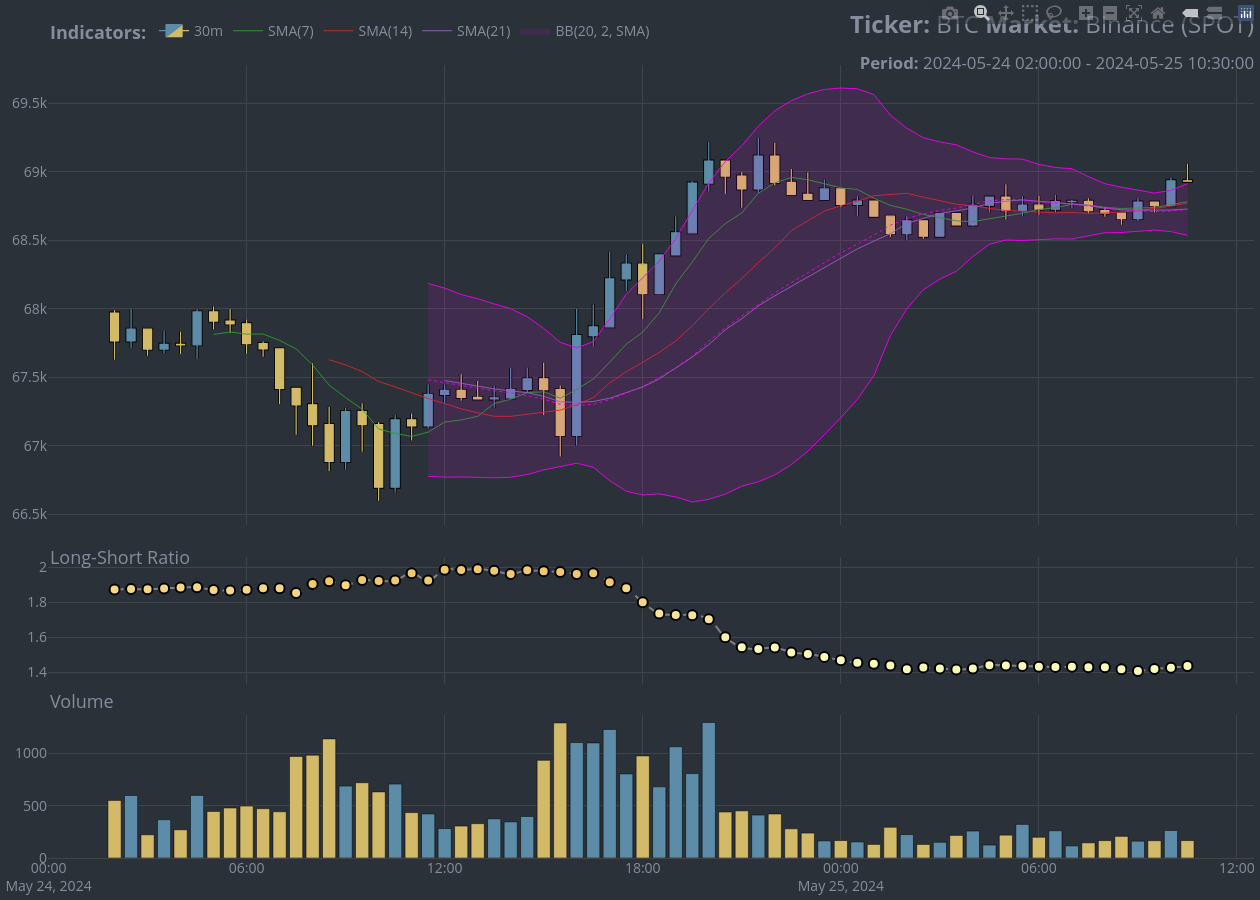 Indicators: 30m SMA(7) SMA(14) SMA(21) BB(20, 2, SMA)
Ticker: BTC Market: Binance (SPOT)
Period: 2024-05-24 02:00:00 - 2024-05-25 10:30:00
69.5k
69k
68.5k
68k
67.5k
67k
66.5k
Long-Short Ratio
2
1.8
1.6
1.4
Volume
1000
500
0
00:00 06:00 12:00 18:00 00:00 06:00 12:00
May 24, 2024 May 25, 2024